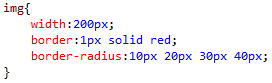 img{
width:200px;
border:1px solid red;
border-radius:10px 20px 30px 40px;
}